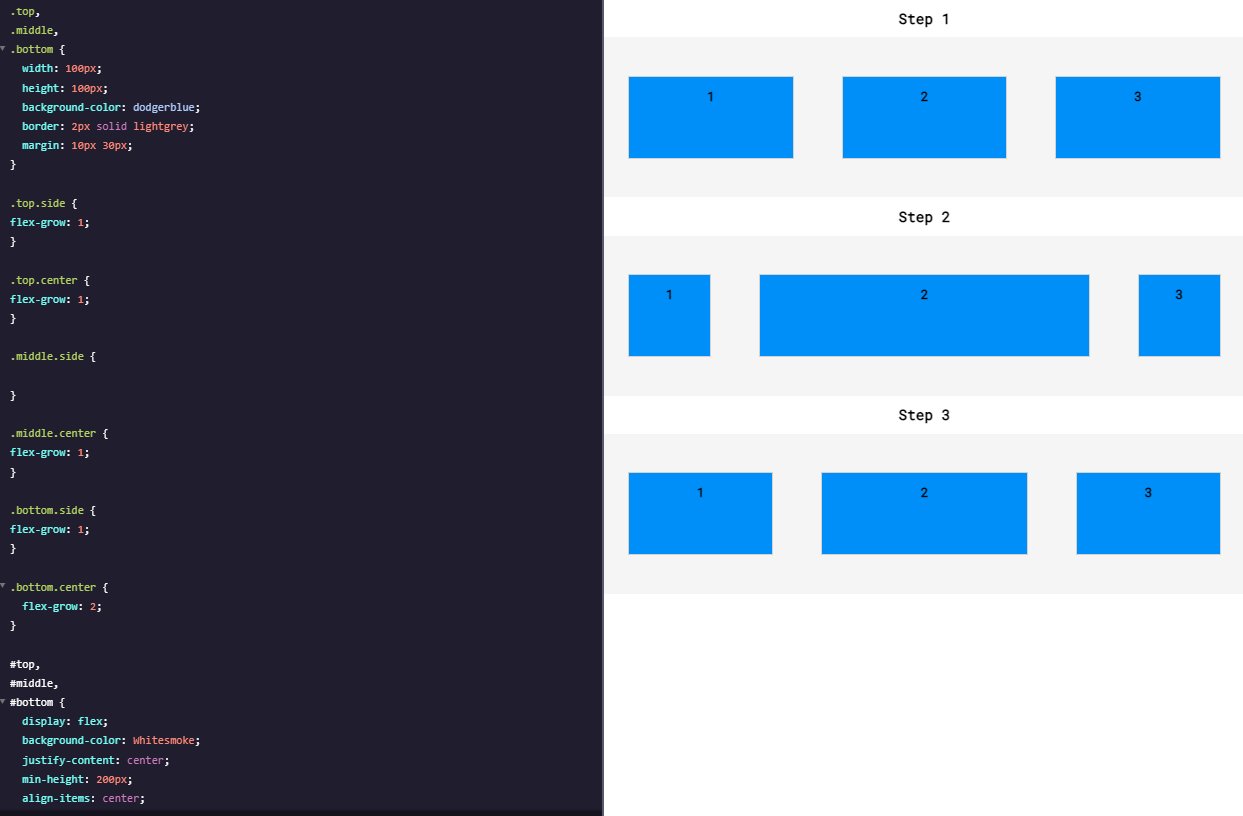 .top,
.middle,
.bottom {
width: 100px;
height: 100px;
background-color: dodgerblue;
border: 2px solid lightgrey;
margin: 10px 30px;
}
.top.side {
flex-grow: 1;
}
.top.center {
flex-grow: 1;
}
.middle.side {
}
.middle.center {
flex-grow: 1;
}
.bottom.side {
flex-grow: 1;
}
.bottom.center {
flex-grow: 2;
}
#top,
#middle,
#bottom {
display: flex;
background-color: Whitesmoke;
justify-content: center;
min-height: 200px;
align-items: center;
Step 1
1 2 3
Step 2
1 2 3
Step 3
1 2 3